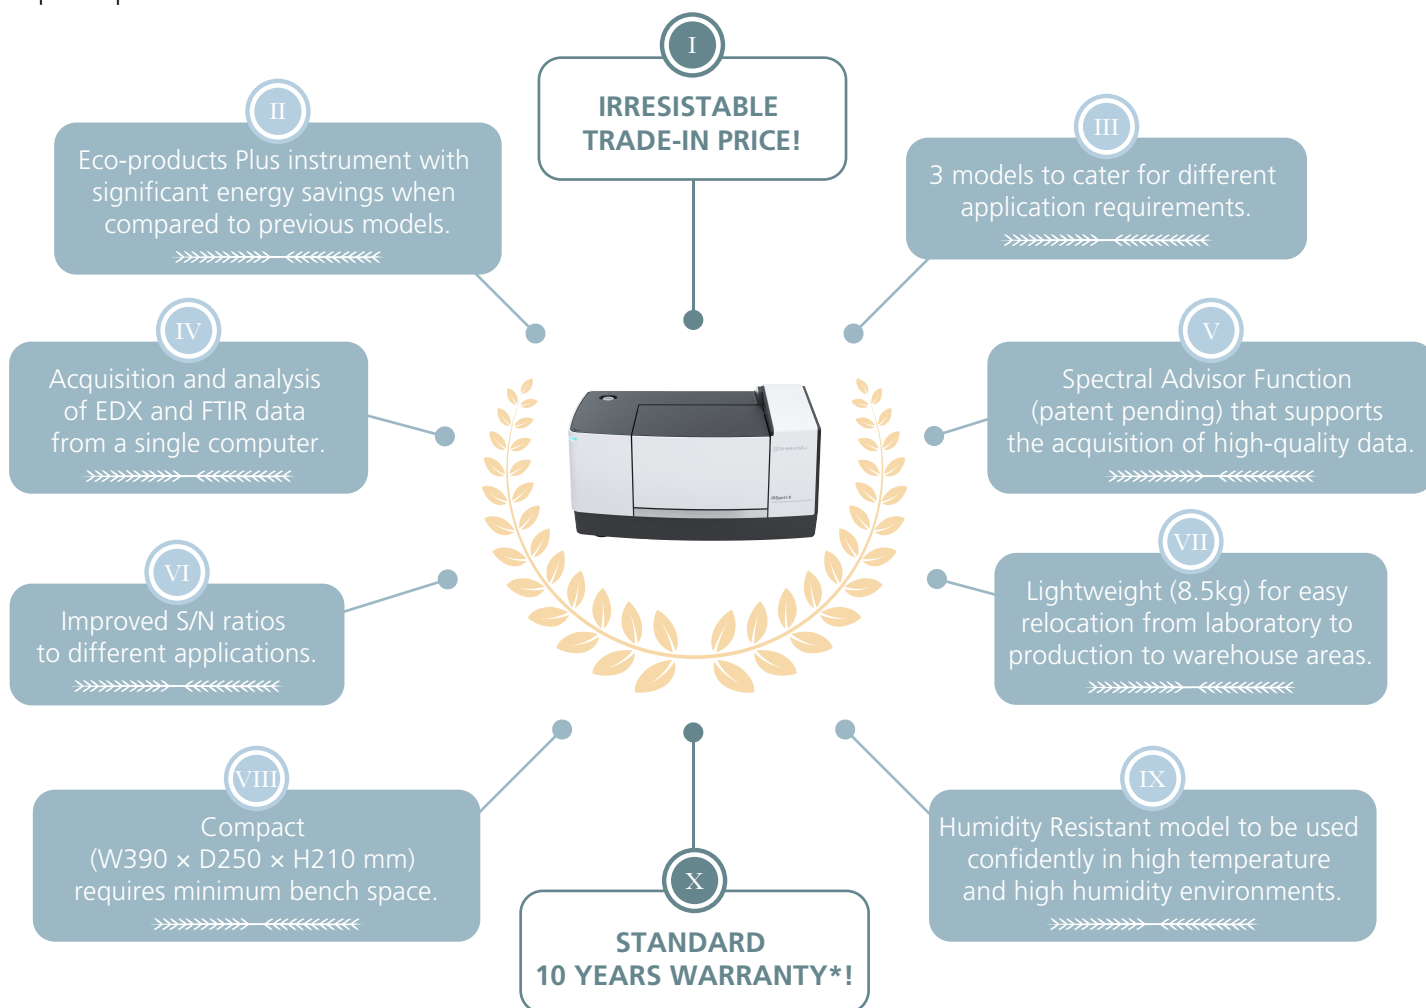 I
IRRESISTABLE
TRADE-IN PRICE!
II
Eco-products Plus instrument with
significant energy savings when
compared to previous models.
III
3 models to cater for different
application requirements.
IV
Acquisition and analysis
of EDX and FTIR data
from a single computer.
V
Spectral Advisor Function
(patent pending) that supports
the acquisition of high-quality data.
SHIMADZU
IRSpirit-X
VI
Improved S/N ratios
to different applications.
VII
Lightweight (8.5kg) for easy
relocation from laboratory to
production to warehouse areas.
VIII
Compact
(W390 × D250 × H210 mm)
requires minimum bench space.
IX
Humidity Resistant model to be used
confidently in high temperature
and high humidity environments.
X
STANDARD
10 YEARS WARRANTY*!